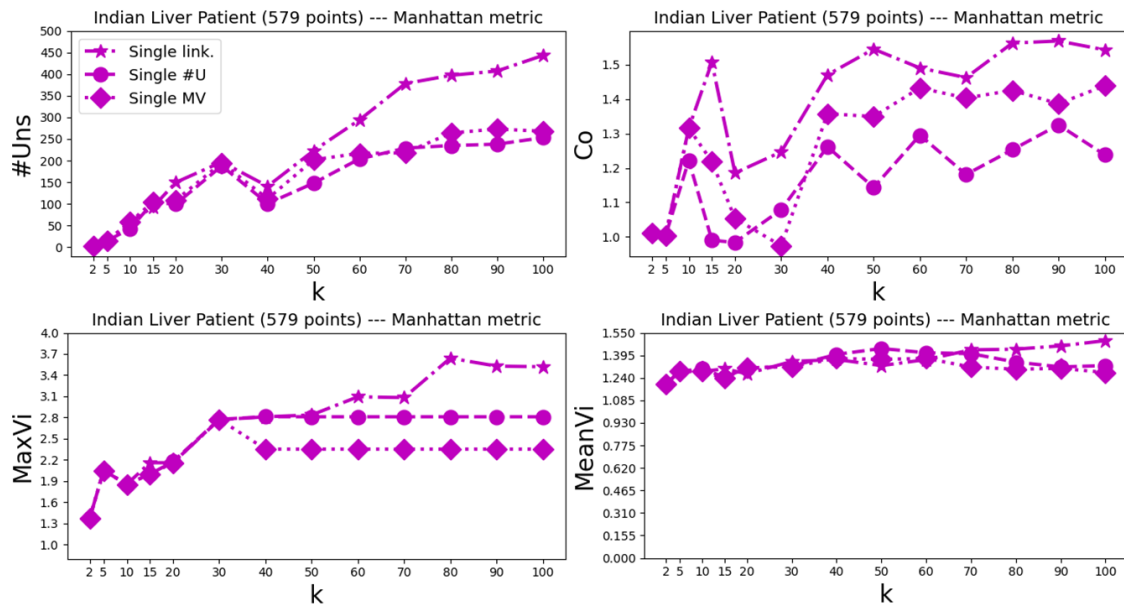 Indian Liver Patient (579 points) --- Manhattan metric
500
450
400
350
300
250
200
150
100
50
0
#Uns
Single link.
Single #U
Single MV
2 5 10 15 20 30 40 50 60 70 80 90 100
k
Indian Liver Patient (579 points) --- Manhattan metric
1.5
1.4
1.3
1.2
1.1
1.0
Co
2 5 10 15 20 30 40 50 60 70 80 90 100
k
Indian Liver Patient (579 points) --- Manhattan metric
4.0
3.7
3.4
3.1
2.8
2.5
2.2
1.9
1.6
1.3
1.0
MaxVi
2 5 10 15 20 30 40 50 60 70 80 90 100
k
Indian Liver Patient (579 points) --- Manhattan metric
1.550
1.395
1.240
1.085
0.930
0.775
0.620
0.465
0.310
0.155
0.000
MeanVi
2 5 10 15 20 30 40 50 60 70 80 90 100
k